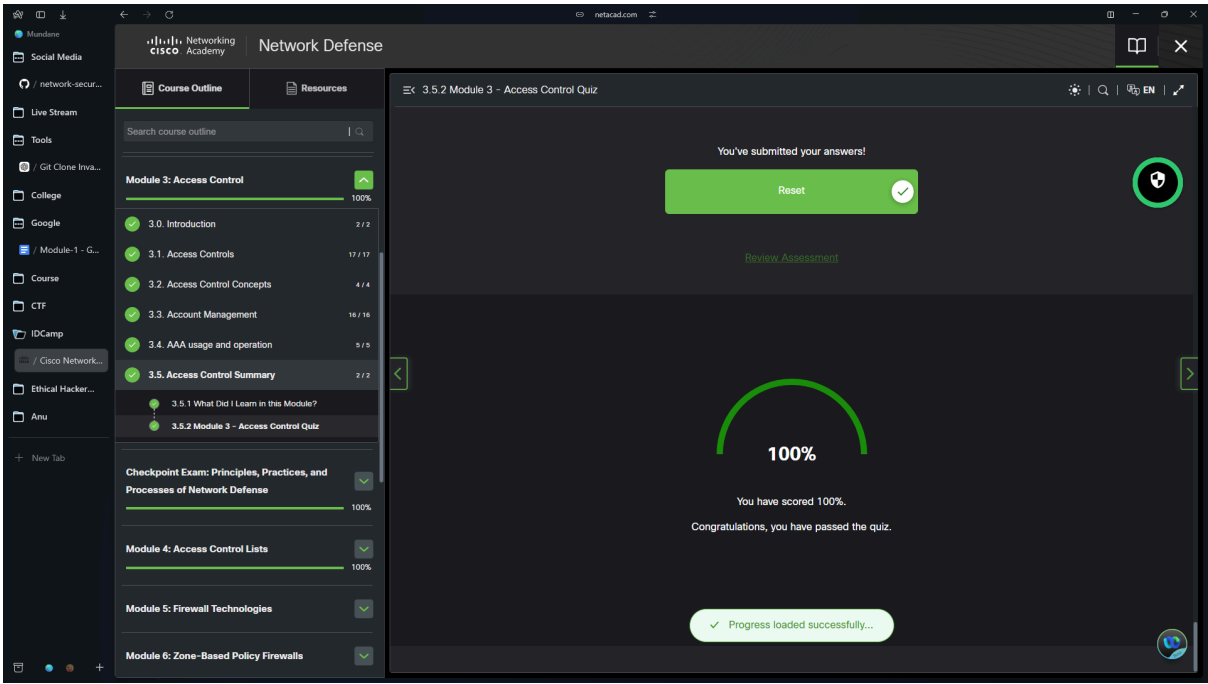 netacad.com
Mundane
Social Media
/ network-secur...
Live Stream
Tools
/ Git Clone Inva...
College
Google
/ Module-1 - G...
Course
CTF
IDCamp
/ Cisco Network...
Ethical Hacker...
Anu
New Tab
CISCO
Networking
Academy
Network Defense
Course Outline
Resources
Search course outline
Module 3: Access Control
100%
3.0. Introduction
2 / 2
3.1. Access Controls
17 / 17
3.2. Access Control Concepts
4 / 4
3.3. Account Management
16 / 16
3.4. AAA usage and operation
5 / 5
3.5. Access Control Summary
2 / 2
3.5.1 What Did I Learn in this Module?
3.5.2 Module 3 - Access Control Quiz
Checkpoint Exam: Principles, Practices, and
Processes of Network Defense
100%
Module 4: Access Control Lists
100%
Module 5: Firewall Technologies
Module 6: Zone-Based Policy Firewalls
3.5.2 Module 3 - Access Control Quiz
EN
You've submitted your answers!
Reset
Review Assessment
100%
You have scored 100%.
Congratulations, you have passed the quiz.
Progress loaded successfully...